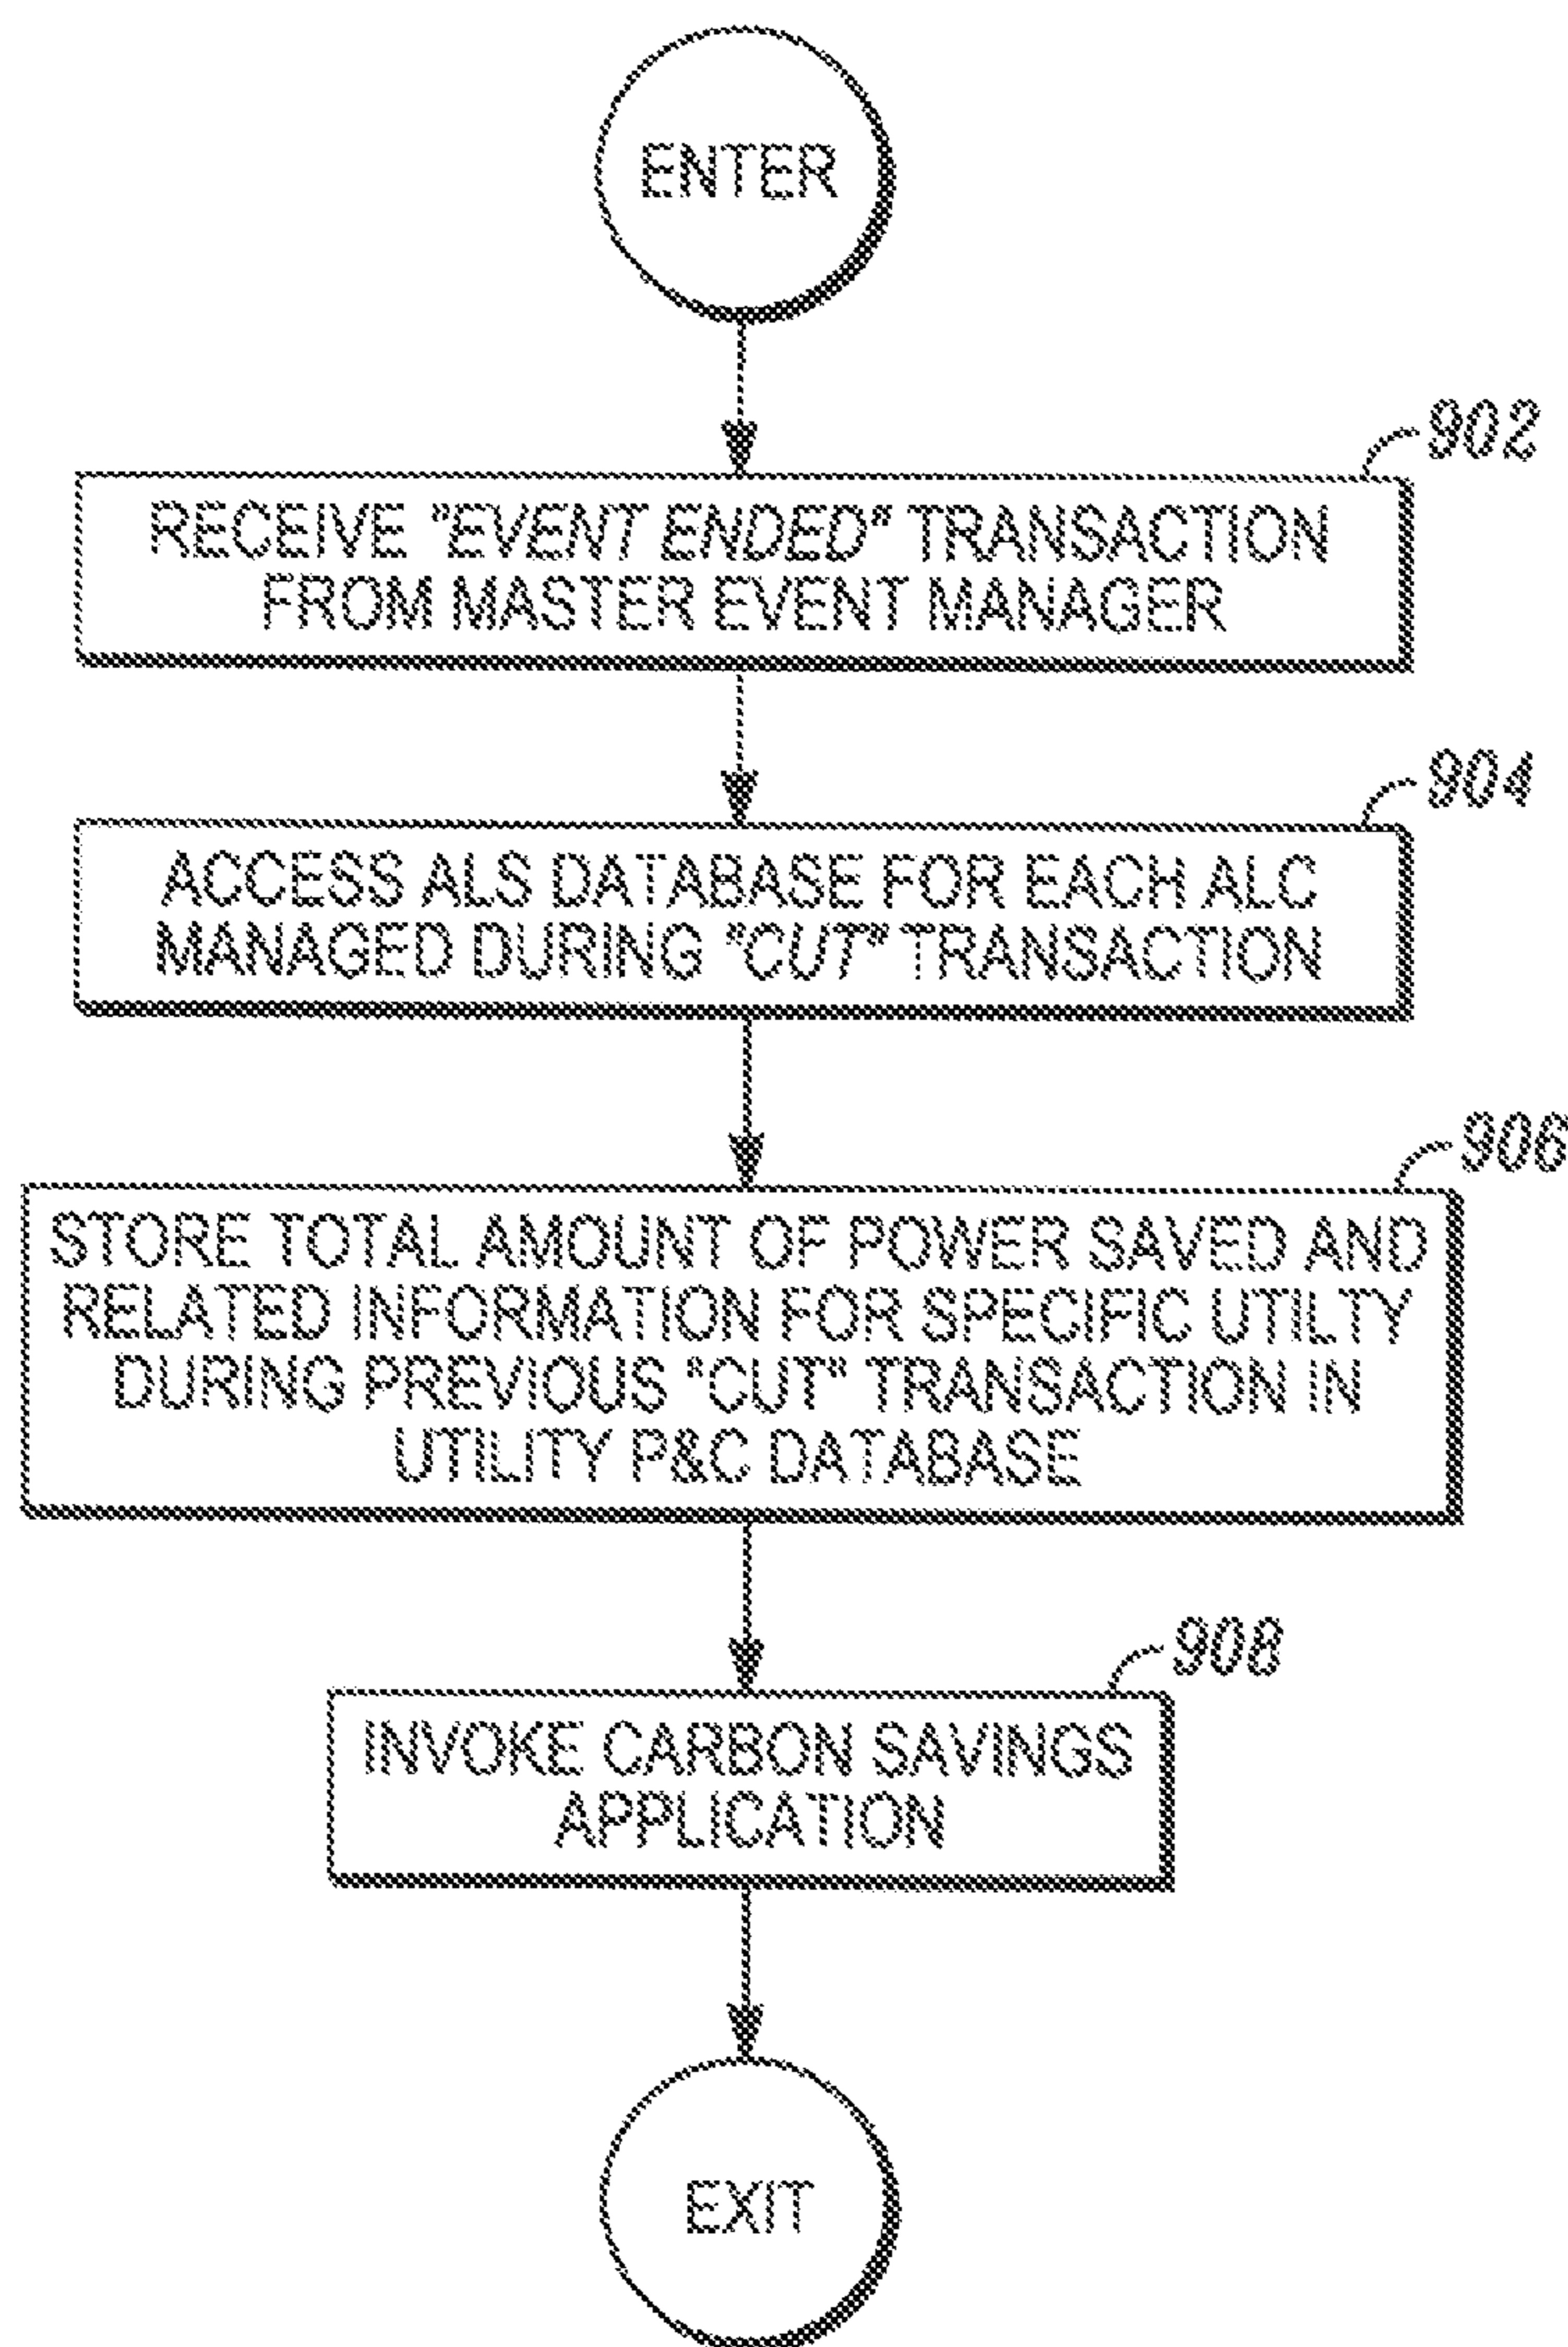 ENTER
902
RECEIVE "EVENT ENDED" TRANSACTION
FROM MASTER EVENT MANAGER
904
ACCESS ALS DATABASE FOR EACH ALC
MANAGED DURING "CUT" TRANSACTION
906
STORE TOTAL AMOUNT OF POWER SAVED AND
RELATED INFORMATION FOR SPECIFIC UTILTY
DURING PREVIOUS "CUT" TRANSACTION IN
UTILITY P&C DATABASE
908
INVOKE CARBON SAVINGS
APPLICATION
EXIT